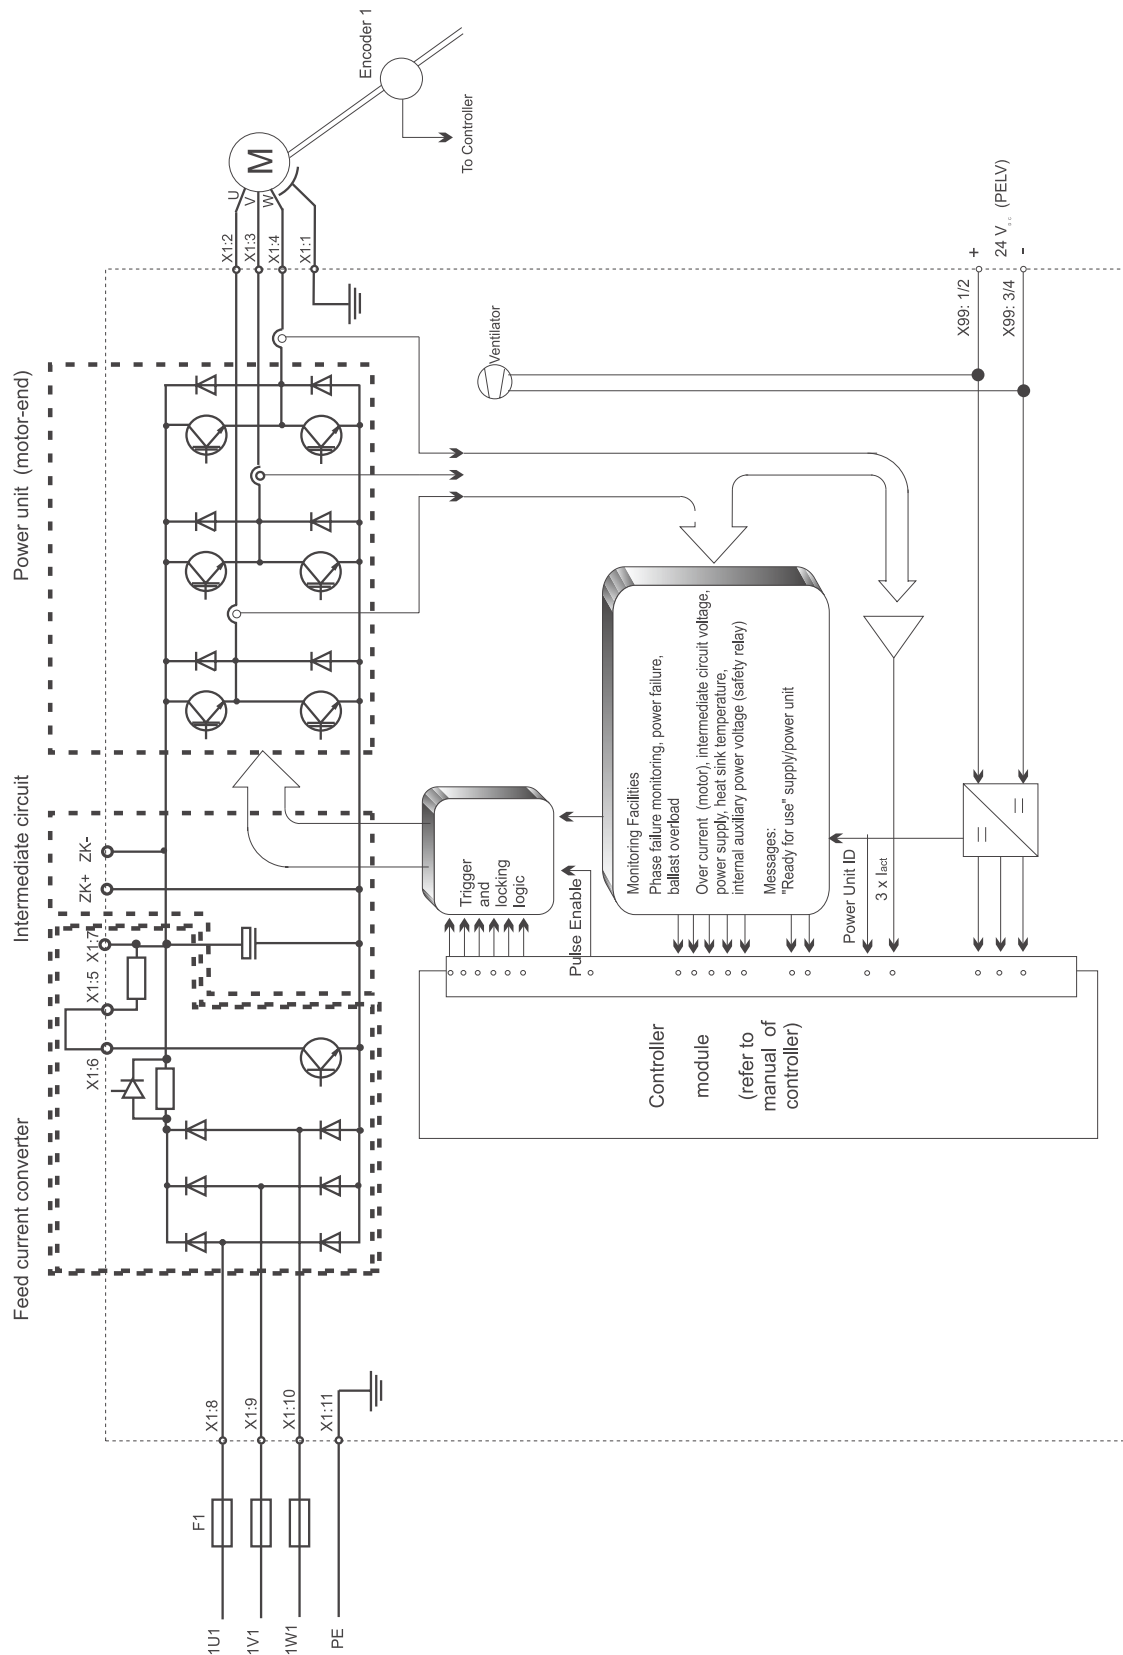 Feed current converter
Intermediate circuit
Power unit (motor-end)
1U1
1V1
1W1
PE
F1
X1:8
X1:9
X1:10
X1:11
X1:6
X1:5
X1:7
ZK+
ZK-
X1:2
X1:3
X1:4
X1:1
U
V
W
M
Encoder 1
To Controller
Ventilator
X99: 1/2
X99: 3/4
+
24 V (PELV)
-
Trigger
and
locking
logic
Pulse Enable
Monitoring Facilities
Phase failure monitoring, power failure,
ballast overload
Over current (motor), intermediate circuit voltage,
power supply, heat sink temperature,
internal auxiliary power voltage (safety relay)
Messages:
"Ready for use" supply/power unit
Power Unit ID
3 x Iact
Controller
module
(refer to
manual of
controller)